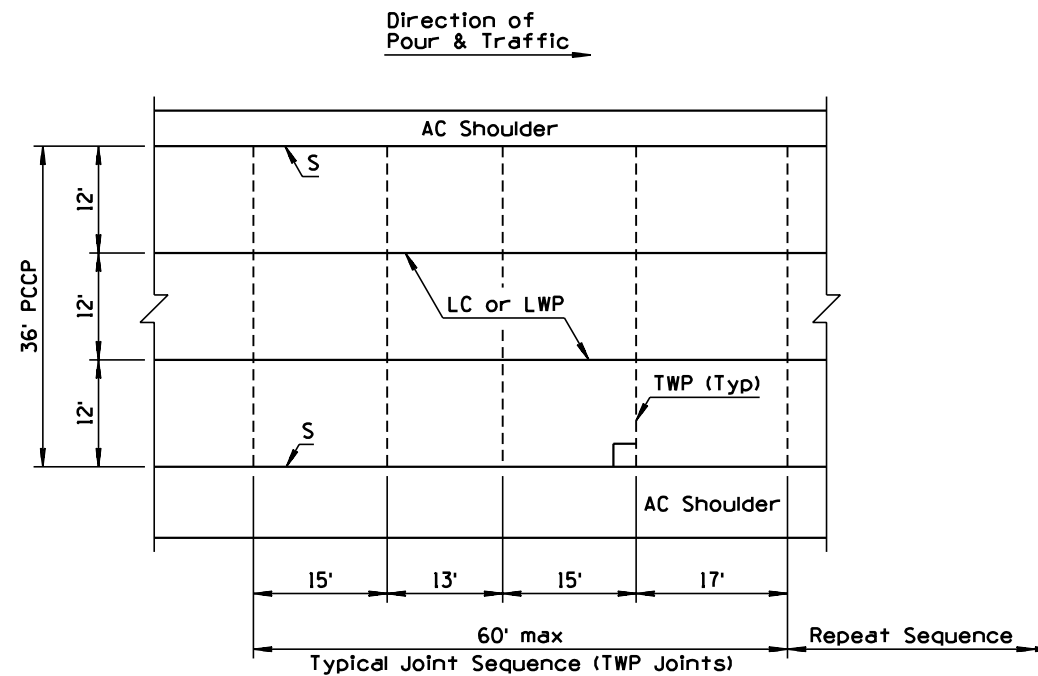 Direction of
Pour & Traffic
AC Shoulder
S
12'
36' PCCP
12'
LC or LWP
12'
TWP (Typ)
S
AC Shoulder
15' 13' 15' 17'
60' max
Repeat Sequence
Typical Joint Sequence (TWP Joints)